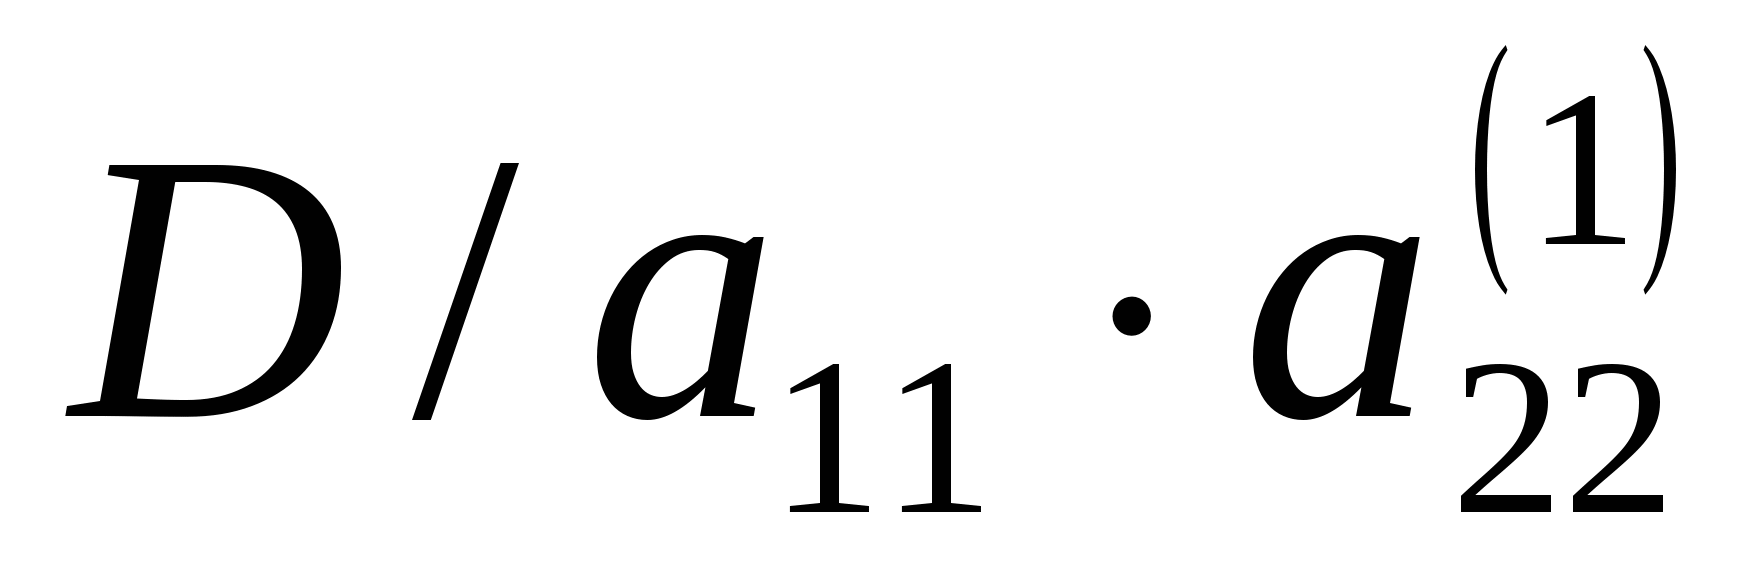 D / a₁₁ · a₂₂⁽¹⁾